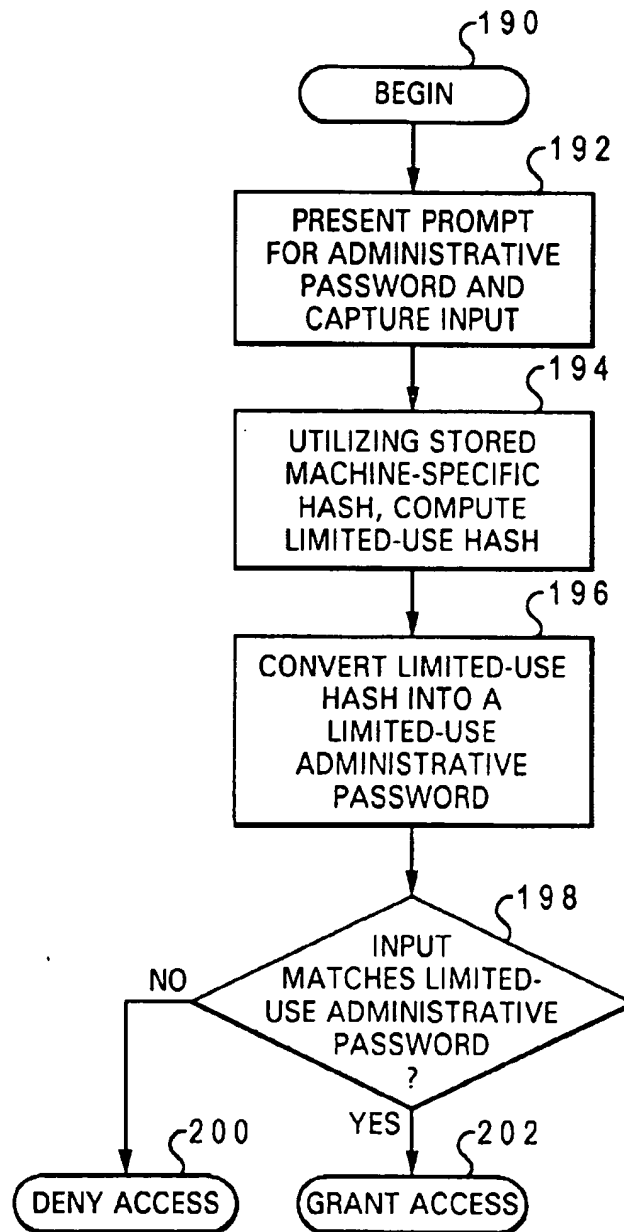 190
BEGIN
192
PRESENT PROMPT
FOR ADMINISTRATIVE
PASSWORD AND
CAPTURE INPUT
194
UTILIZING STORED
MACHINE-SPECIFIC
HASH, COMPUTE
LIMITED-USE HASH
196
CONVERT LIMITED-USE
HASH INTO A
LIMITED-USE
ADMINISTRATIVE
PASSWORD
198
INPUT
MATCHES LIMITED-
USE ADMINISTRATIVE
PASSWORD
?
NO
YES
200
DENY ACCESS
202
GRANT ACCESS